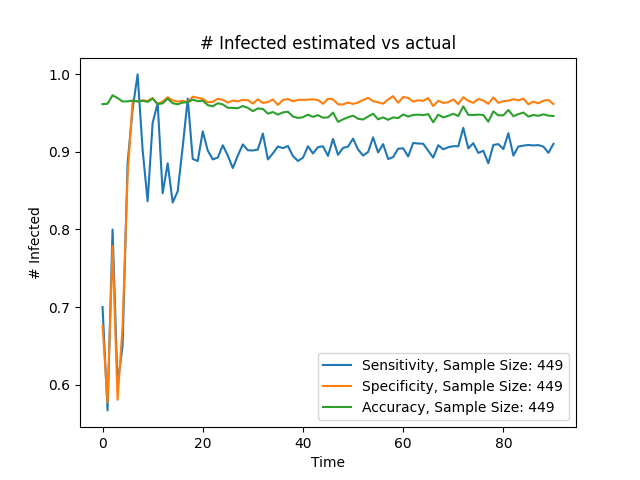 # Infected estimated vs actual
1.0
0.9
0.8
0.7
0.6
# Infected
0
20
40
60
80
Time
Sensitivity, Sample Size: 449
Specificity, Sample Size: 449
Accuracy, Sample Size: 449